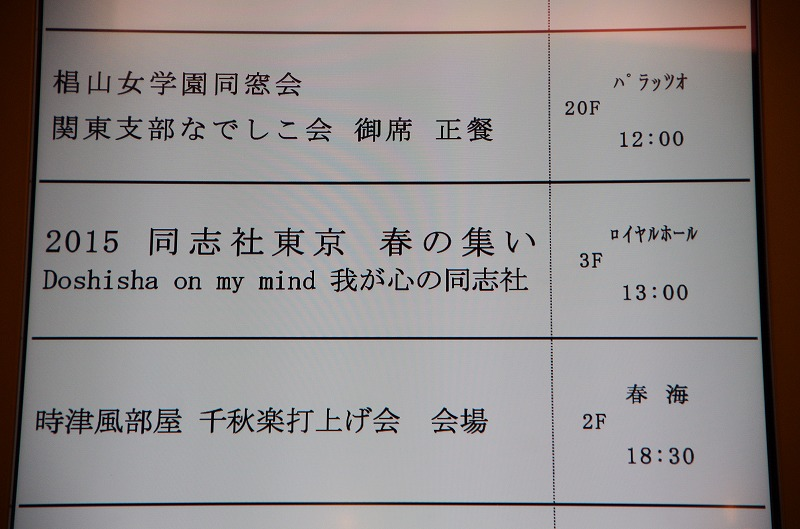 椙山女学園同窓会
関東支部なでしこ会 御席 正餐
ﾊﾟﾗｯﾂｵ
20F
12:00
2015 同志社東京 春の集い
Doshisha on my mind 我が心の同志社
ﾛｲﾔﾙﾎｰﾙ
3F
13:00
時津風部屋 千秋楽打上げ会 会場
春 海
2F
18:30